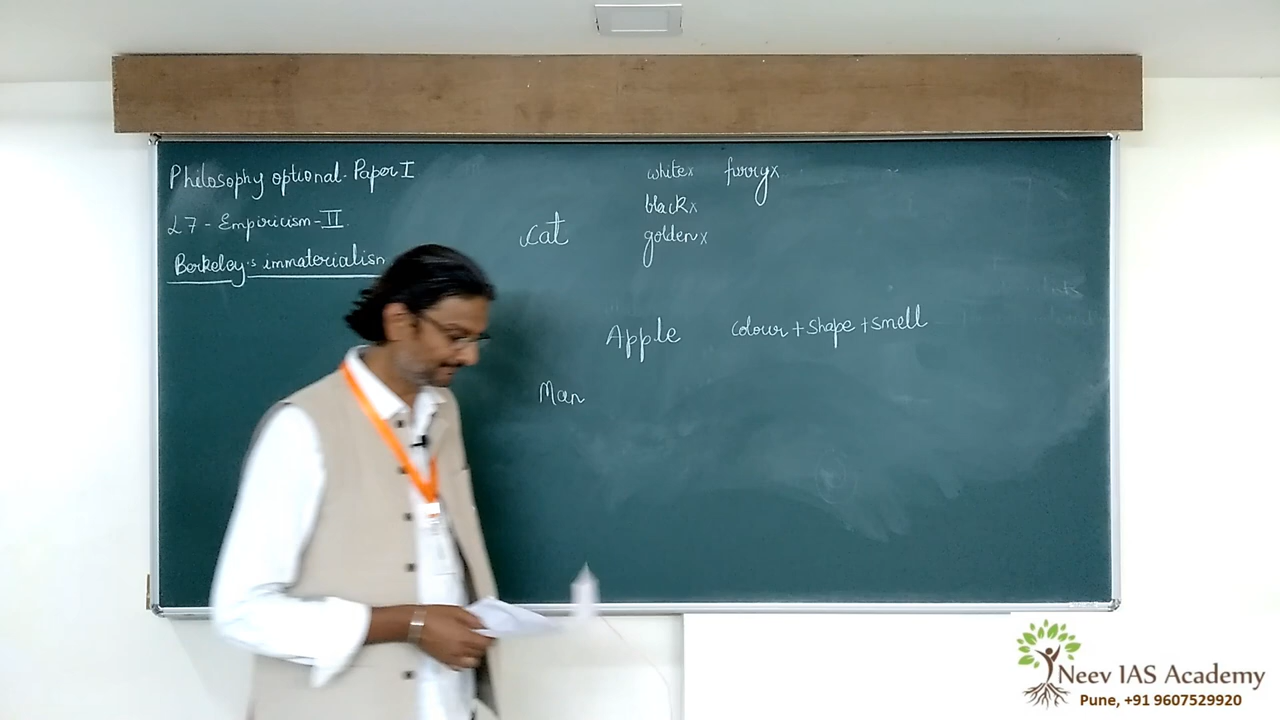 Philosophy optional - Paper I
L7 - Empiricism - II
Berkeley's immaterialism
white x furry x
black x
golden x
cat
Apple colour + shape + smell
Man
Neev IAS Academy
Pune, +91 9607529920